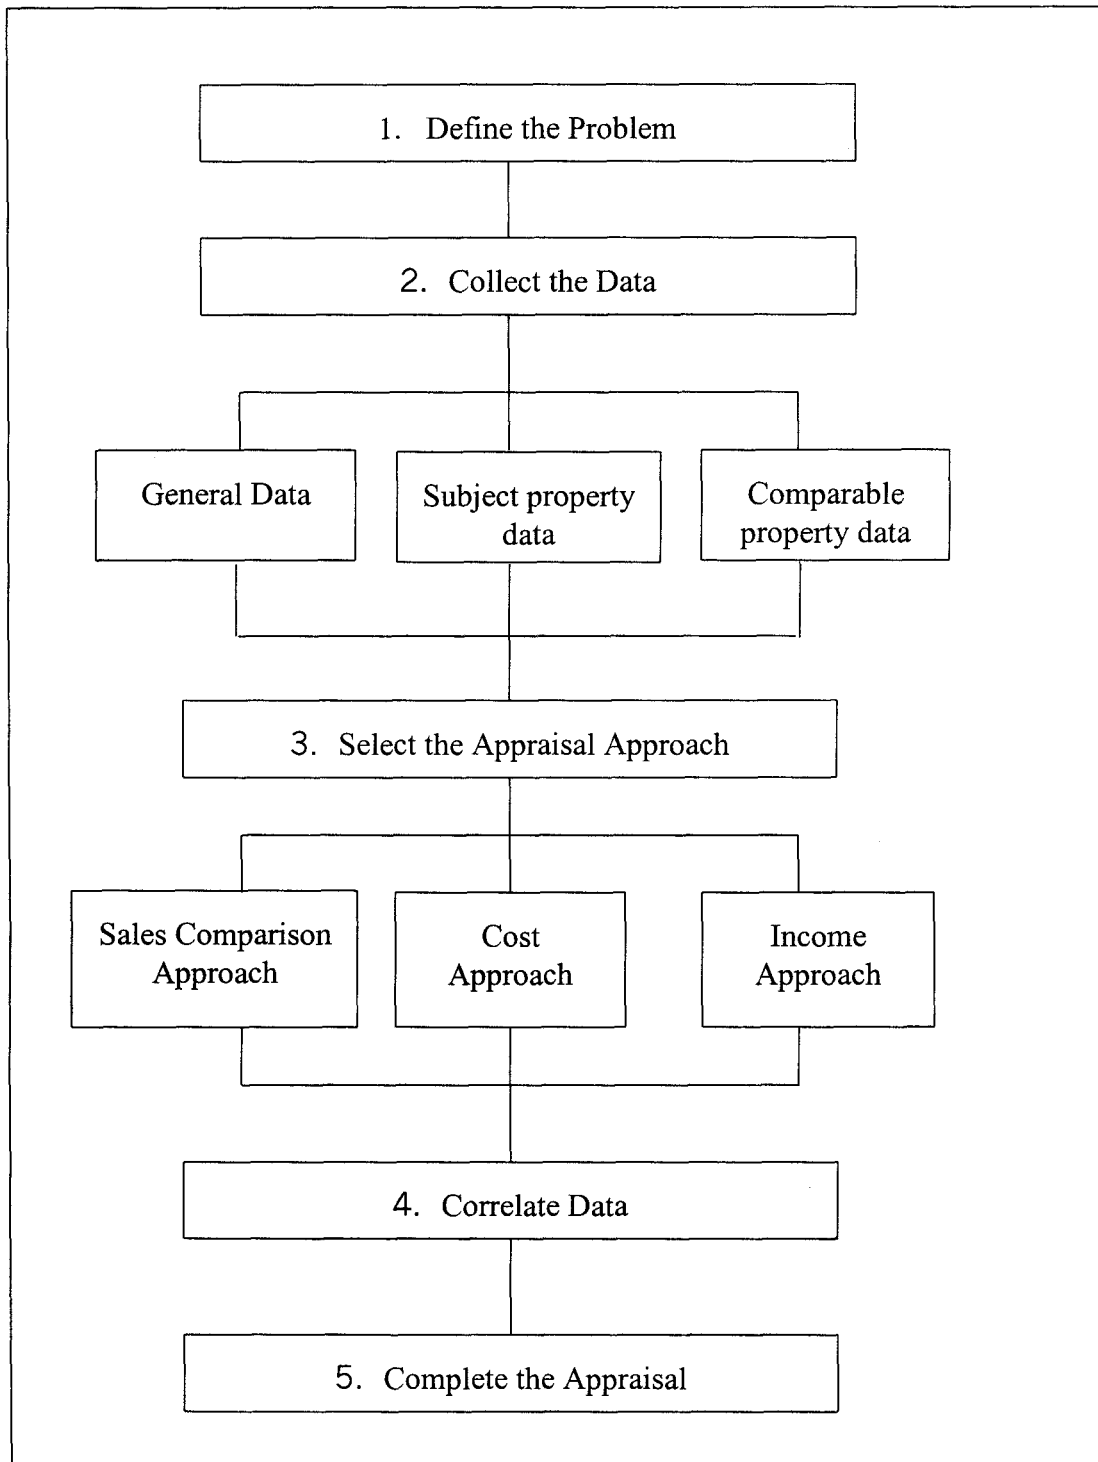 1. Define the Problem
2. Collect the Data
General Data
Subject property
data
Comparable
property data
3. Select the Appraisal Approach
Sales Comparison
Approach
Cost
Approach
Income
Approach
4. Correlate Data
5. Complete the Appraisal